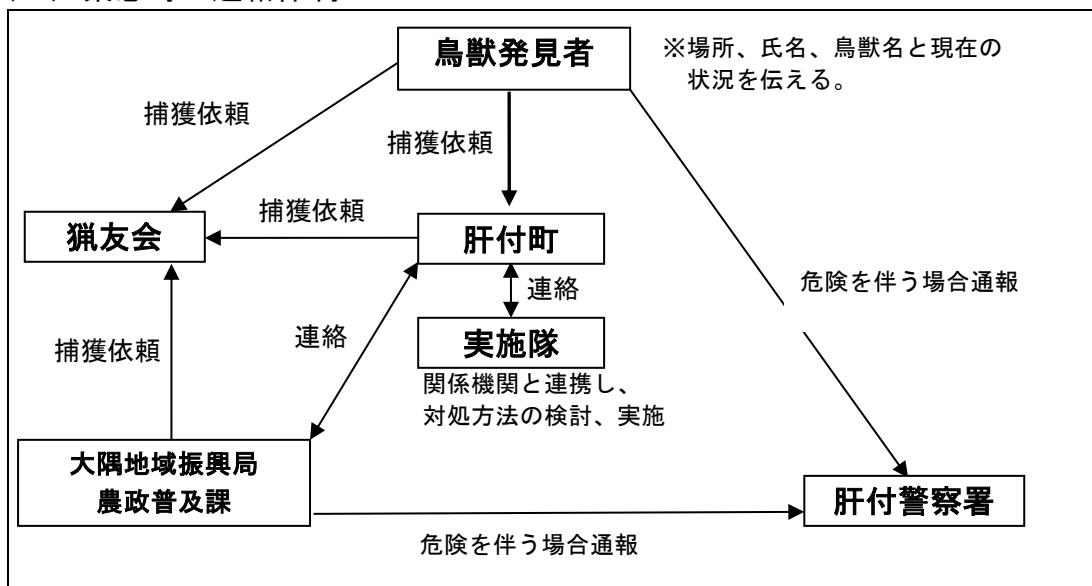 鳥獣発見者
※場所、氏名、鳥獣名と現在の
状況を伝える。
捕獲依頼
捕獲依頼
捕獲依頼
猟友会
肝付町
危険を伴う場合通報
連絡
連絡
実施隊
捕獲依頼
関係機関と連携し、
対処方法の検討、実施
大隅地域振興局
農政普及課
肝付警察署
危険を伴う場合通報